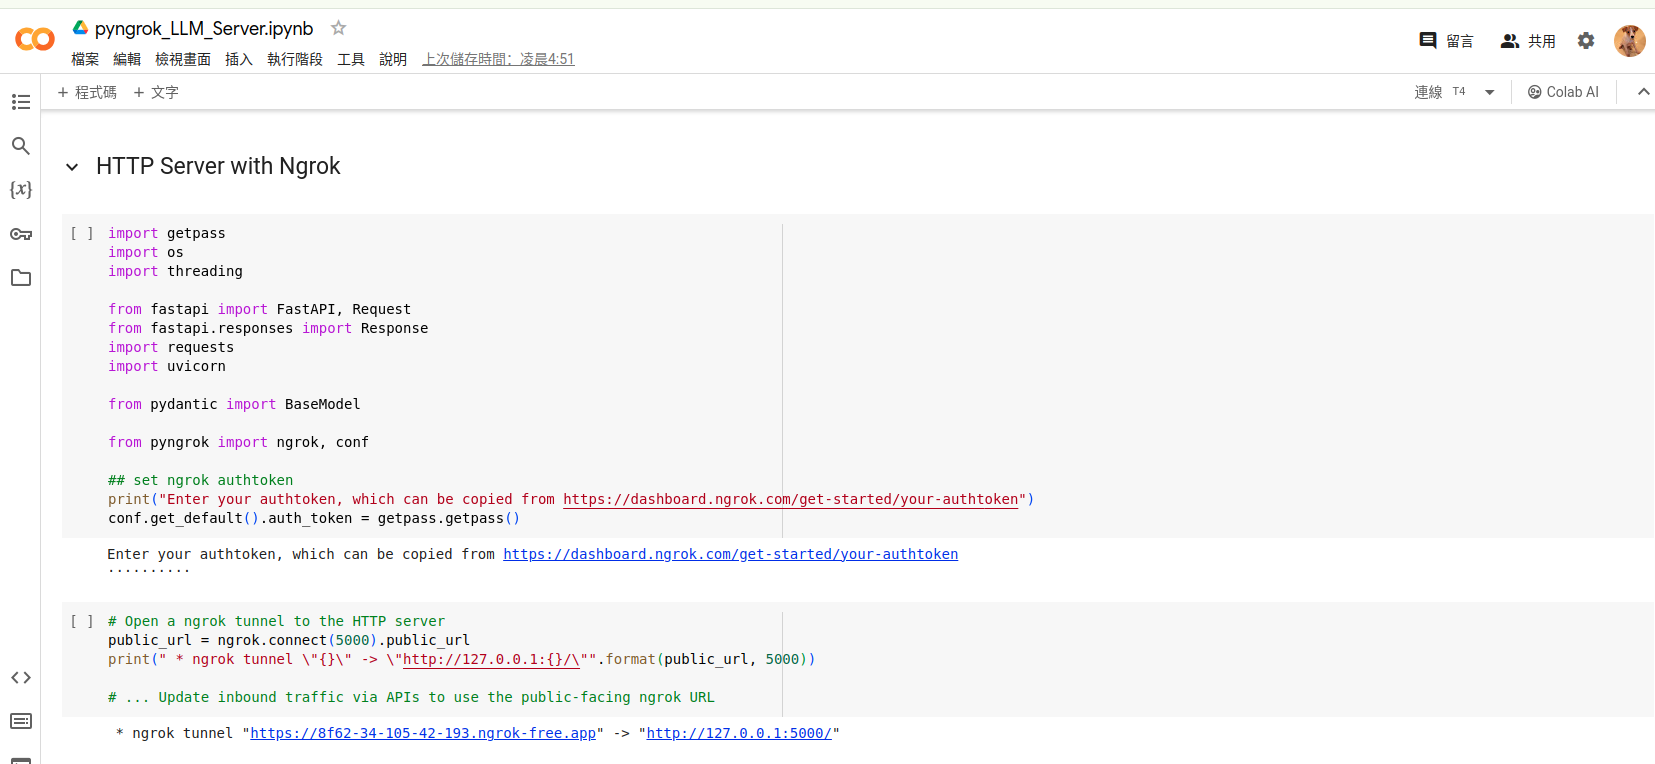 pyngrok_LLM_Server.ipynb
檔案 編輯 檢視畫面 插入 執行階段 工具 說明 上次儲存時間：凌晨4:51
留言 共用
+ 程式碼 + 文字
連線 T4 Colab AI
HTTP Server with Ngrok
[ ] import getpass
import os
import threading
from fastapi import FastAPI, Request
from fastapi.responses import Response
import requests
import uvicorn
from pydantic import BaseModel
from pyngrok import ngrok, conf
## set ngrok authtoken
print("Enter your authtoken, which can be copied from https://dashboard.ngrok.com/get-started/your-authtoken")
conf.get_default().auth_token = getpass.getpass()
Enter your authtoken, which can be copied from https://dashboard.ngrok.com/get-started/your-authtoken
··········
[ ] # Open a ngrok tunnel to the HTTP server
public_url = ngrok.connect(5000).public_url
print(" * ngrok tunnel \"{}\" -> \"http://127.0.0.1:{}/\"".format(public_url, 5000))
# ... Update inbound traffic via APIs to use the public-facing ngrok URL
* ngrok tunnel "https://8f62-34-105-42-193.ngrok-free.app" -> "http://127.0.0.1:5000/"